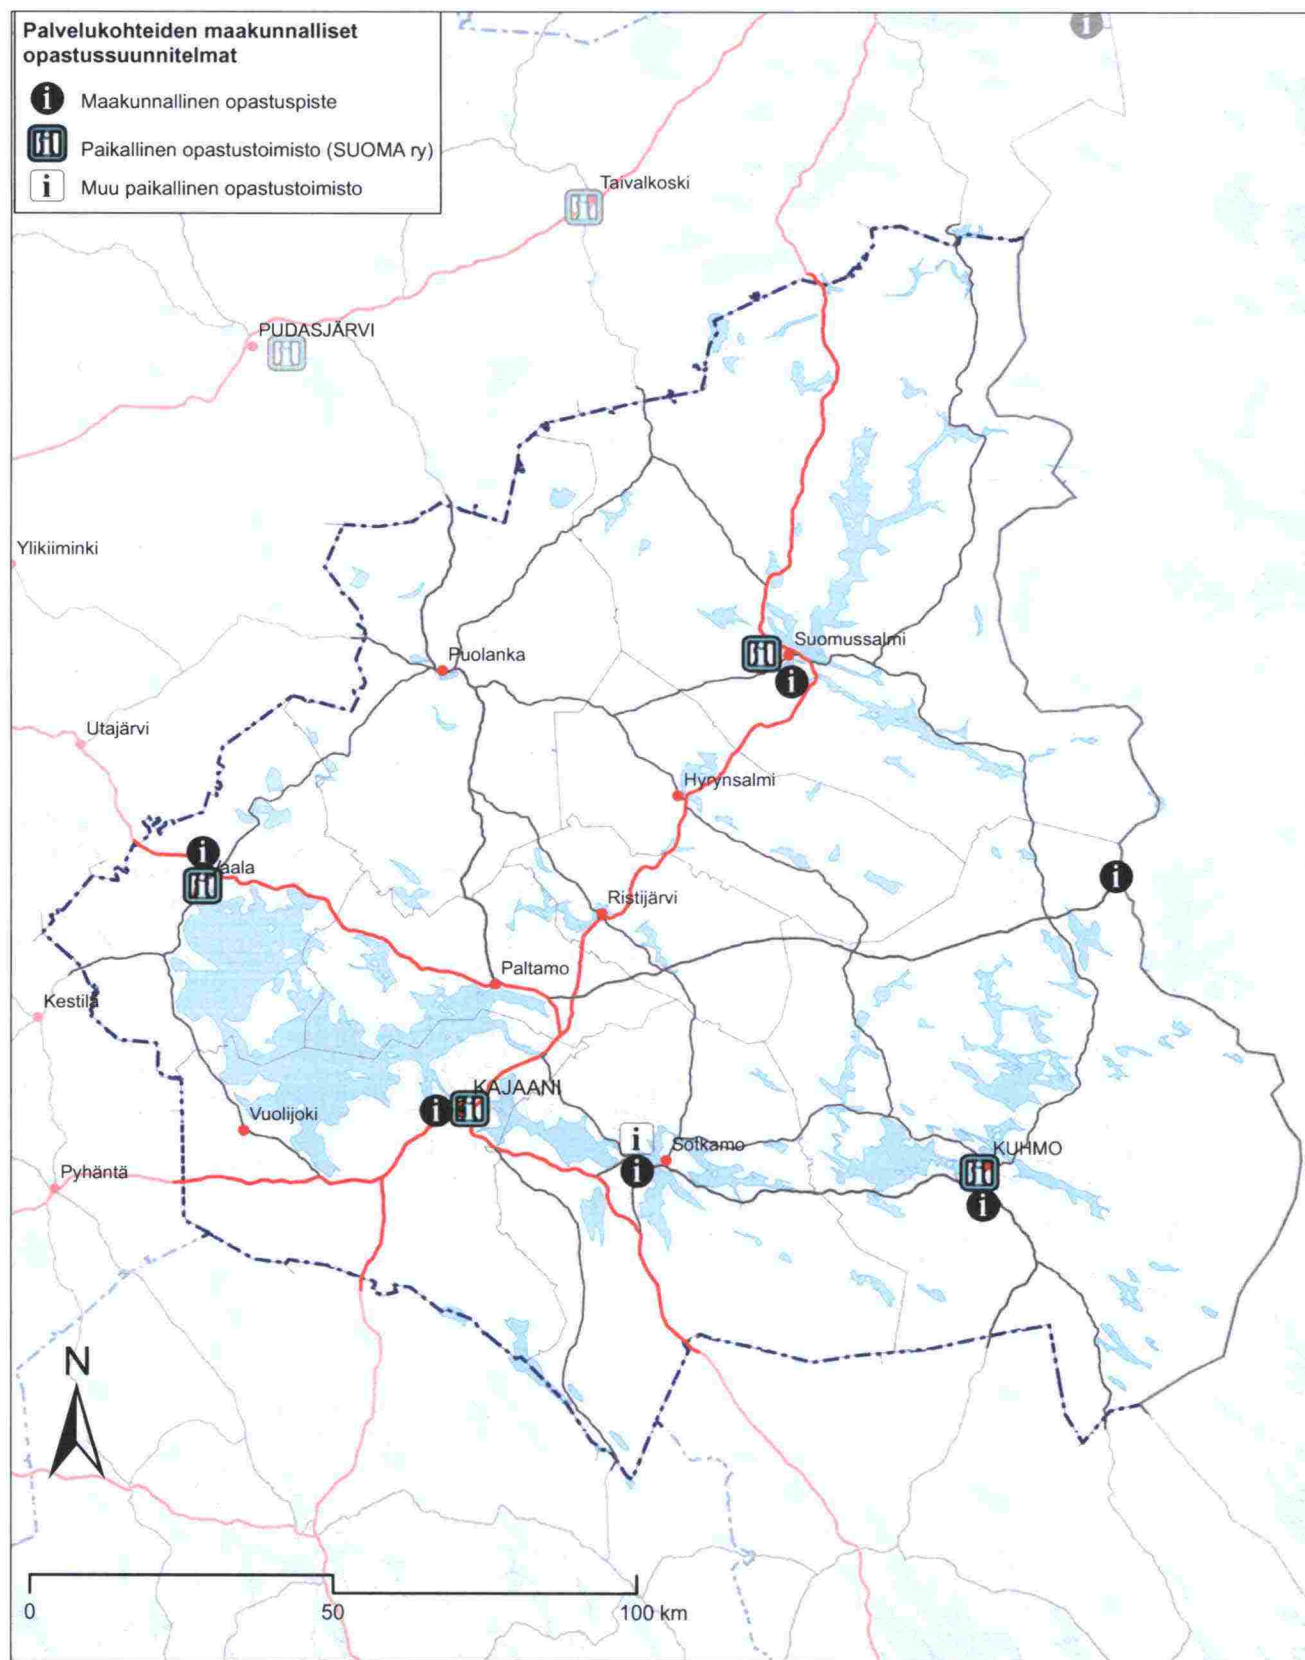 Palvelukohteiden maakunnalliset
opastussuunnitelmat
i Maakunnallinen opastuspiste
i Paikallinen opastustoimisto (SUOMA ry)
i Muu paikallinen opastustoimisto
i
Taivalkoski
i
PUDASJÄRVI
i
Ylikiiminki
Suomussalmi
i
i
Puolanka
Utajärvi
Hyrynsalmi
i
Vaala
i
i
Ristijärvi
Paltamo
Kestilä
KAJAANI
i
i
Vuolijoki
i
i
Sotkamo
KUHMO
i
i
Pyhäntä
N
0 50 100 km